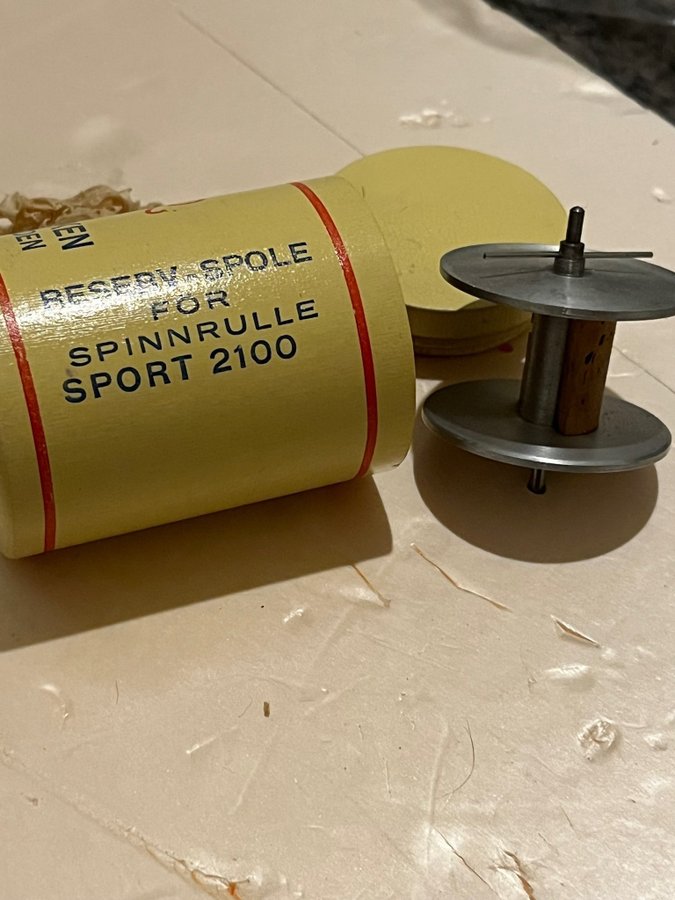 RESERV-SPOLE
FÖR
SPINNRULLE
SPORT 2100